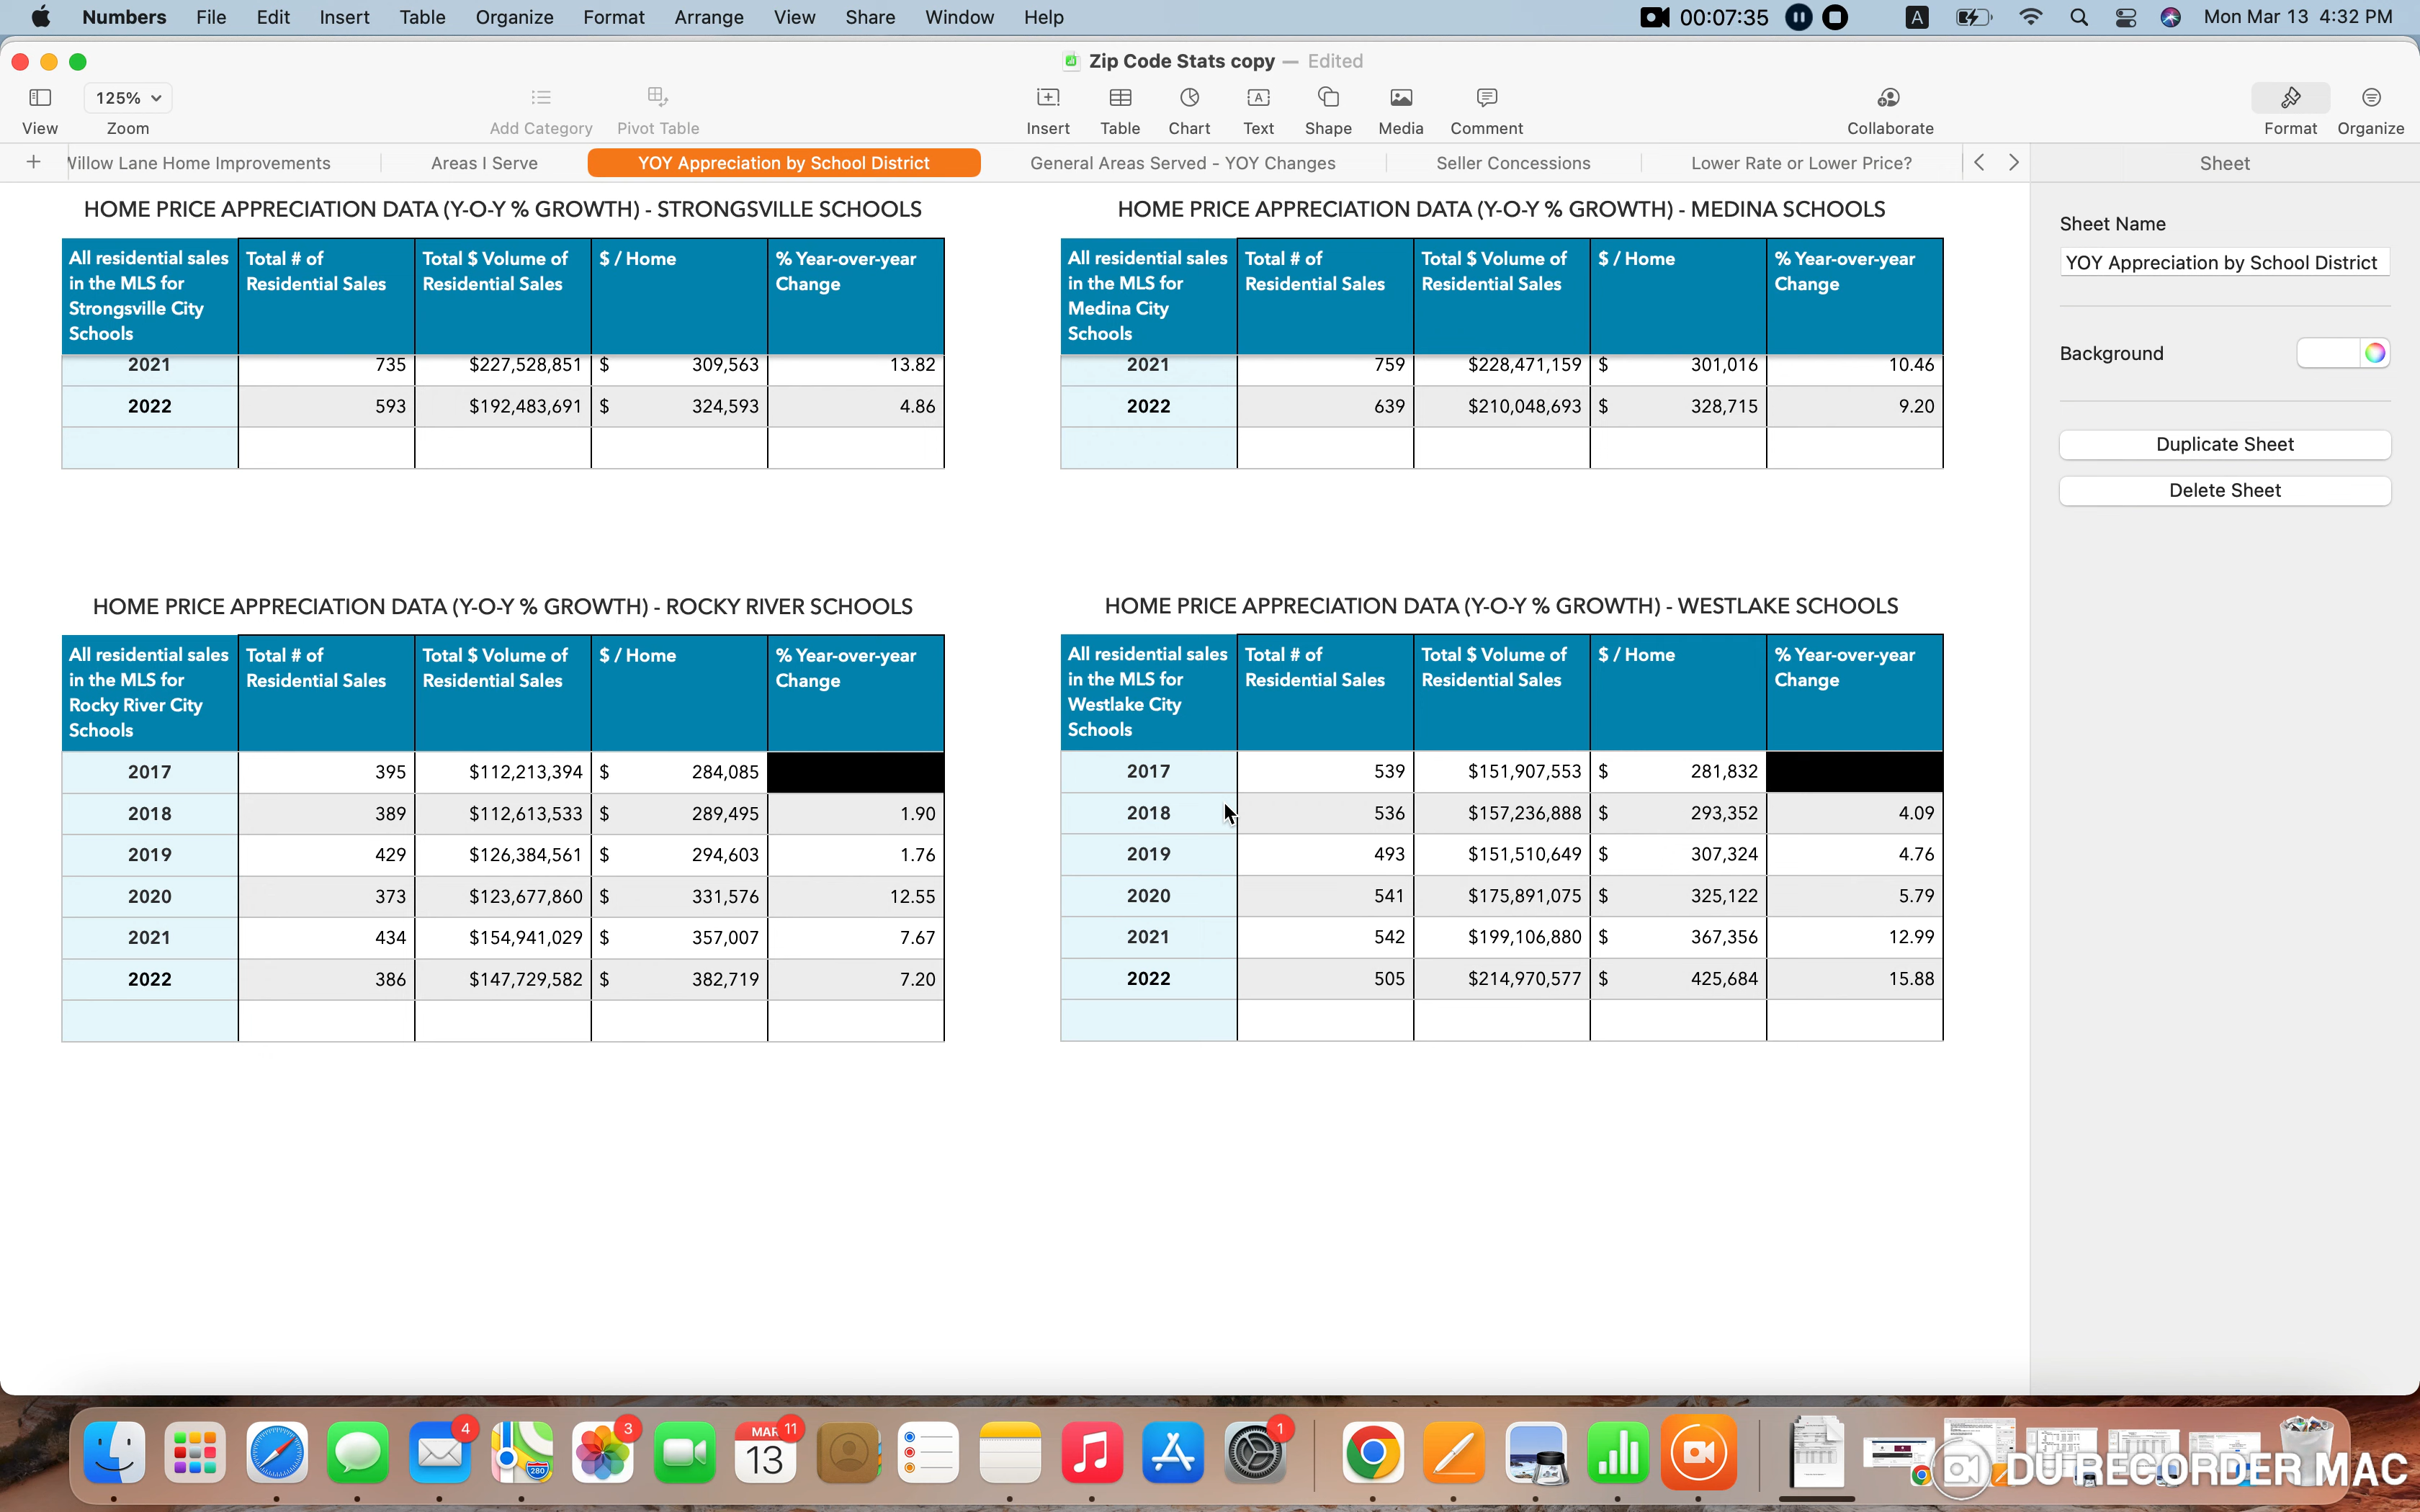 Numbers File Edit Insert Table Organize Format Arrange View Share Window Help 00:07:35 A Mon Mar 13 4:32 PM
Zip Code Stats copy — Edited
125%
View Zoom Add Category Pivot Table Insert Table Chart Text Shape Media Comment Collaborate Format Organize
Willow Lane Home Improvements Areas I Serve YOY Appreciation by School District General Areas Served - YOY Changes Seller Concessions Lower Rate or Lower Price? Sheet
HOME PRICE APPRECIATION DATA (Y-O-Y % GROWTH) - STRONGSVILLE SCHOOLS
All residential sales in the MLS for Strongsville City Schools Total # of Residential Sales Total $ Volume of Residential Sales $ / Home % Year-over-year Change
2021 735 $227,528,851 $ 309,563 13.82
2022 593 $192,483,691 $ 324,593 4.86
HOME PRICE APPRECIATION DATA (Y-O-Y % GROWTH) - MEDINA SCHOOLS
All residential sales in the MLS for Medina City Schools Total # of Residential Sales Total $ Volume of Residential Sales $ / Home % Year-over-year Change
2021 759 $228,471,159 $ 301,016 10.46
2022 639 $210,048,693 $ 328,715 9.20
HOME PRICE APPRECIATION DATA (Y-O-Y % GROWTH) - ROCKY RIVER SCHOOLS
All residential sales in the MLS for Rocky River City Schools Total # of Residential Sales Total $ Volume of Residential Sales $ / Home % Year-over-year Change
2017 395 $112,213,394 $ 284,085
2018 389 $112,613,533 $ 289,495 1.90
2019 429 $126,384,561 $ 294,603 1.76
2020 373 $123,677,860 $ 331,576 12.55
2021 434 $154,941,029 $ 357,007 7.67
2022 386 $147,729,582 $ 382,719 7.20
HOME PRICE APPRECIATION DATA (Y-O-Y % GROWTH) - WESTLAKE SCHOOLS
All residential sales in the MLS for Westlake City Schools Total # of Residential Sales Total $ Volume of Residential Sales $ / Home % Year-over-year Change
2017 539 $151,907,553 $ 281,832
2018 536 $157,236,888 $ 293,352 4.09
2019 493 $151,510,649 $ 307,324 4.76
2020 541 $175,891,075 $ 325,122 5.79
2021 542 $199,106,880 $ 367,356 12.99
2022 505 $214,970,577 $ 425,684 15.88
Sheet Name
YOY Appreciation by School District
Background
Duplicate Sheet
Delete Sheet
4 280 3 MAR 11 13 1
DU RECORDER MAC